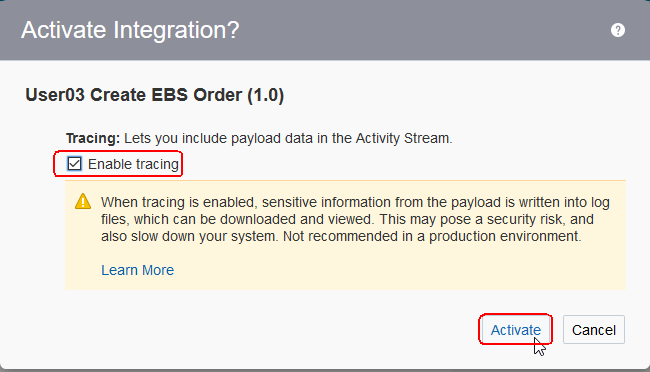 Activate Integration?
?
User03 Create EBS Order (1.0)
Tracing: Lets you include payload data in the Activity Stream.
Enable tracing
When tracing is enabled, sensitive information from the payload is written into log
files, which can be downloaded and viewed. This may pose a security risk, and
also slow down your system. Not recommended in a production environment.
Learn More
Activate Cancel